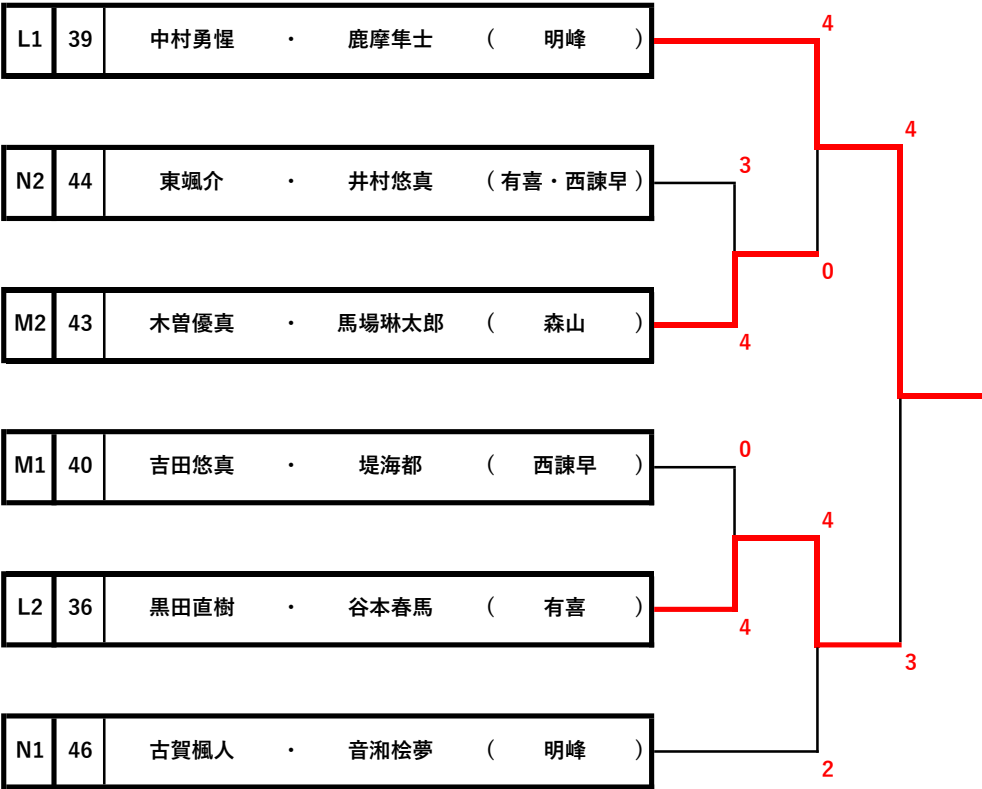 4
L1 39 中村勇惺 ・ 鹿摩隼士 ( 明峰 )
4
3
N2 44 東颯介 ・ 井村悠真 ( 有喜・西諫早 )
0
M2 43 木曽優真 ・ 馬場琳太郎 ( 森山 )
4
0
M1 40 吉田悠真 ・ 堤海都 ( 西諫早 )
4
L2 36 黒田直樹 ・ 谷本春馬 ( 有喜 )
4
3
N1 46 古賀楓人 ・ 音和桧夢 ( 明峰 )
2